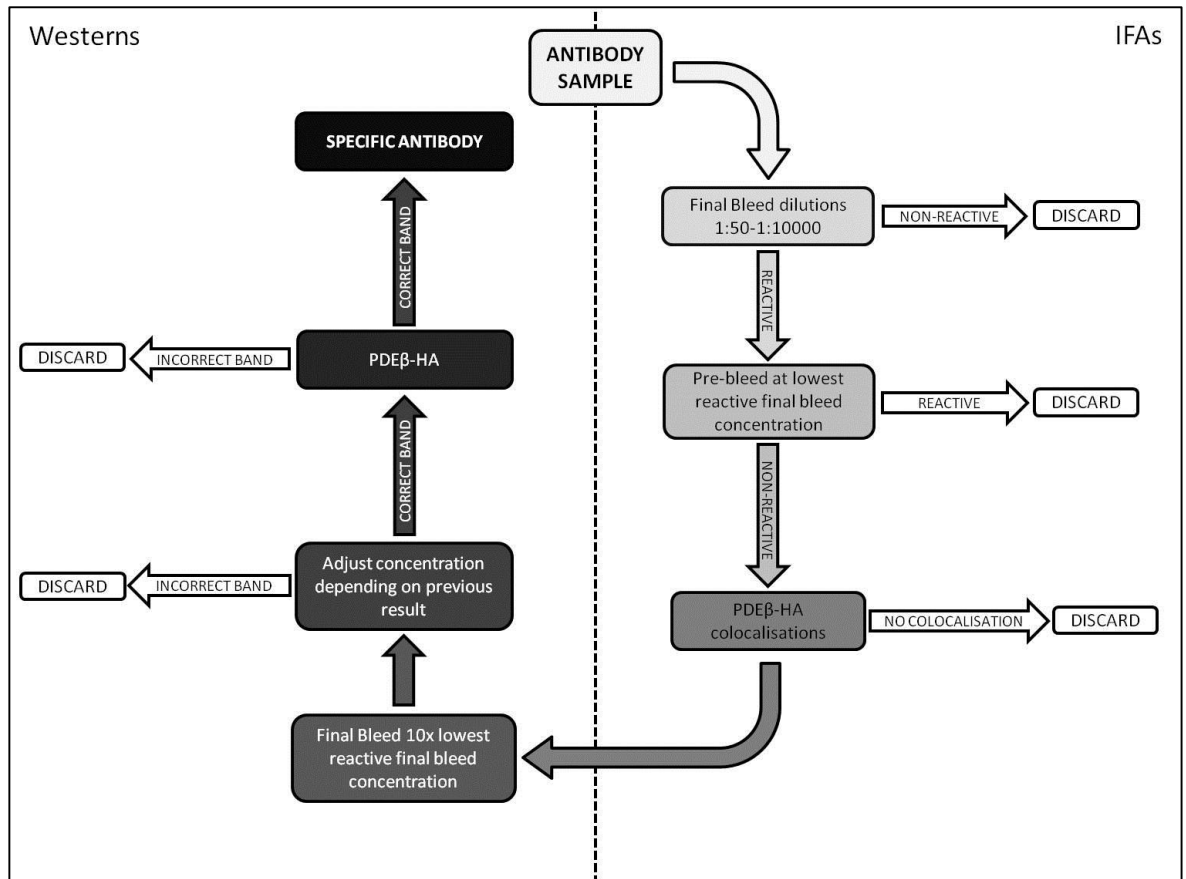 Westerns
IFAs
ANTIBODY
SAMPLE
SPECIFIC ANTIBODY
Final Bleed dilutions
1:50-1:10000
NON-REACTIVE
DISCARD
CORRECT BAND
REACTIVE
DISCARD
INCORRECT BAND
PDEβ-HA
Pre-bleed at lowest
reactive final bleed
concentration
REACTIVE
DISCARD
CORRECT BAND
NON-REACTIVE
DISCARD
INCORRECT BAND
Adjust concentration
depending on previous
result
PDEβ-HA
colocalisations
NO COLOCALISATION
DISCARD
Final Bleed 10x lowest
reactive final bleed
concentration